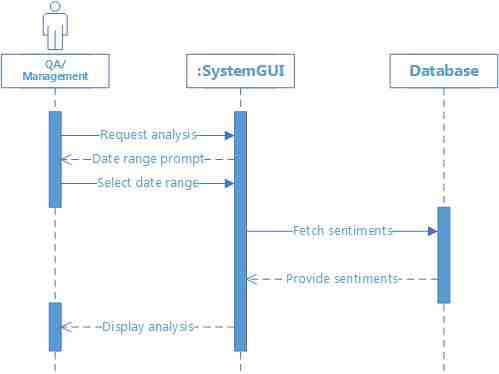 QA/
Management
:SystemGUI
Database
Request analysis
Date range prompt
Select date range
Fetch sentiments
Provide sentiments
Display analysis